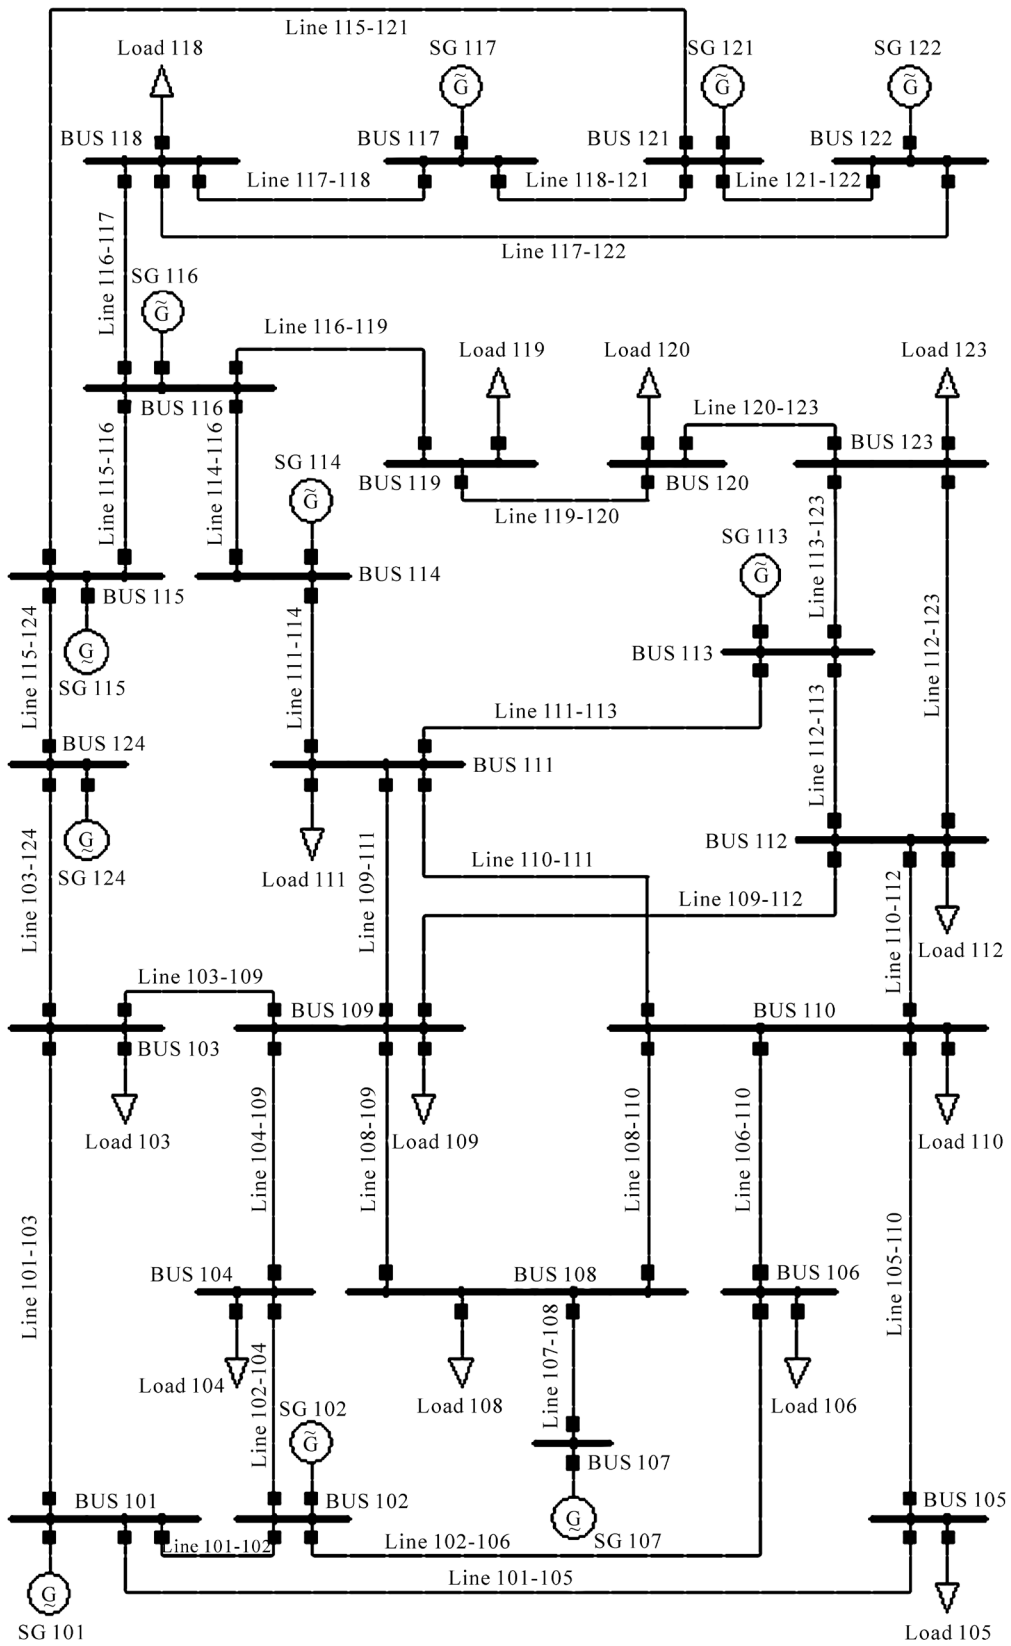 Line 115-121
Load 118
SG 117
SG 121
SG 122
G̃
G̃
G̃
BUS 118
BUS 117
BUS 121
BUS 122
Line 117-118
Line 118-121
Line 121-122
Line 117-122
Line 116-117
SG 116
G̃
Line 116-119
BUS 116
Load 119
Load 120
Load 123
Line 120-123
BUS 123
Line 115-116
Line 114-116
SG 114
G̃
BUS 119
BUS 120
Line 119-120
Line 113-123
SG 113
G̃
BUS 115
BUS 114
G
~
SG 115
Line 115-124
Line 111-114
BUS 113
Line 112-123
Line 111-113
Line 112-113
BUS 124
BUS 111
G
~
SG 124
Load 111
BUS 112
Line 103-124
Line 109-111
Line 110-111
Line 109-112
Line 110-112
Load 112
Line 103-109
BUS 109
BUS 110
BUS 103
Load 103
Load 109
Load 110
Line 104-109
Line 108-109
Line 108-110
Line 106-110
Line 105-110
Line 101-103
BUS 104
BUS 108
BUS 106
Load 104
Line 102-104
Load 108
Line 107-108
Load 106
SG 102
G̃
BUS 107
BUS 101
BUS 102
BUS 105
G
~
SG 107
Line 101-102
Line 102-106
Line 101-105
G
~
SG 101
Load 105